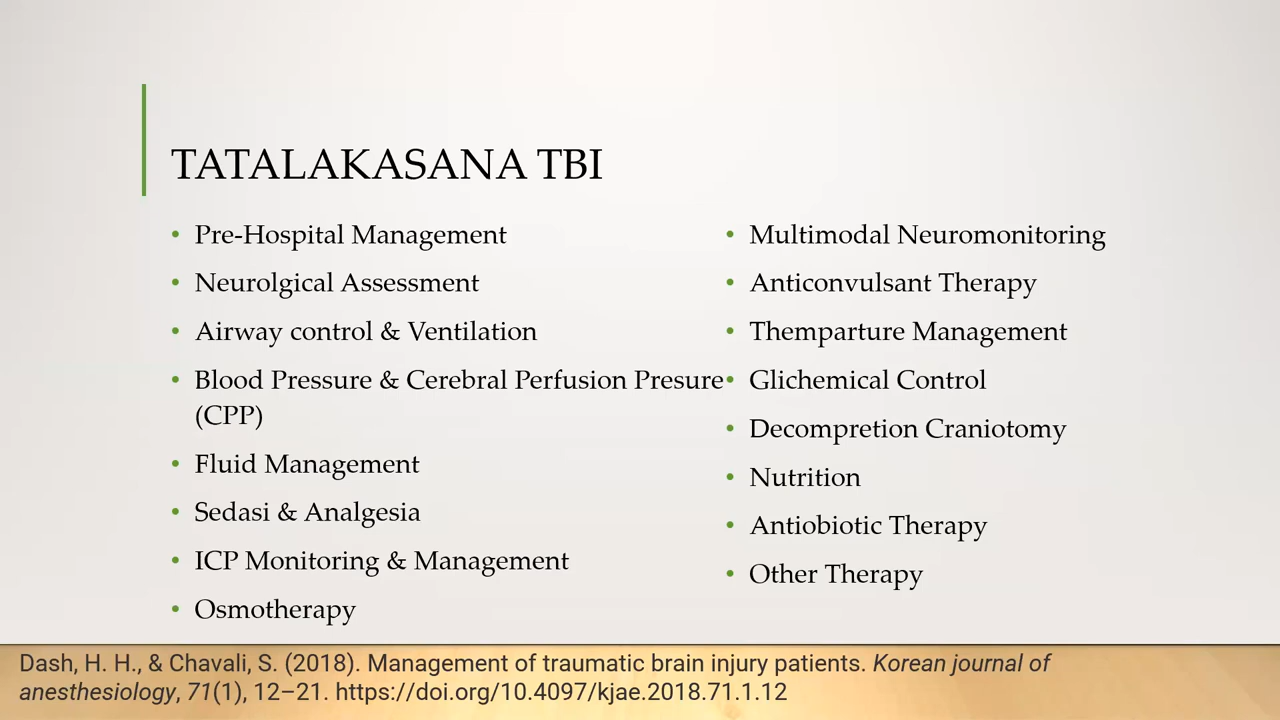 TATALAKASANA TBI
• Pre-Hospital Management
• Neurolgical Assessment
• Airway control & Ventilation
• Blood Pressure & Cerebral Perfusion Presure
(CPP)
• Fluid Management
• Sedasi & Analgesia
• ICP Monitoring & Management
• Osmotherapy
• Multimodal Neuromonitoring
• Anticonvulsant Therapy
• Themparture Management
• Glichemical Control
• Decompretion Craniotomy
• Nutrition
• Antiobiotic Therapy
• Other Therapy
Dash, H. H., & Chavali, S. (2018). Management of traumatic brain injury patients. Korean journal of
anesthesiology, 71(1), 12–21. https://doi.org/10.4097/kjae.2018.71.1.12